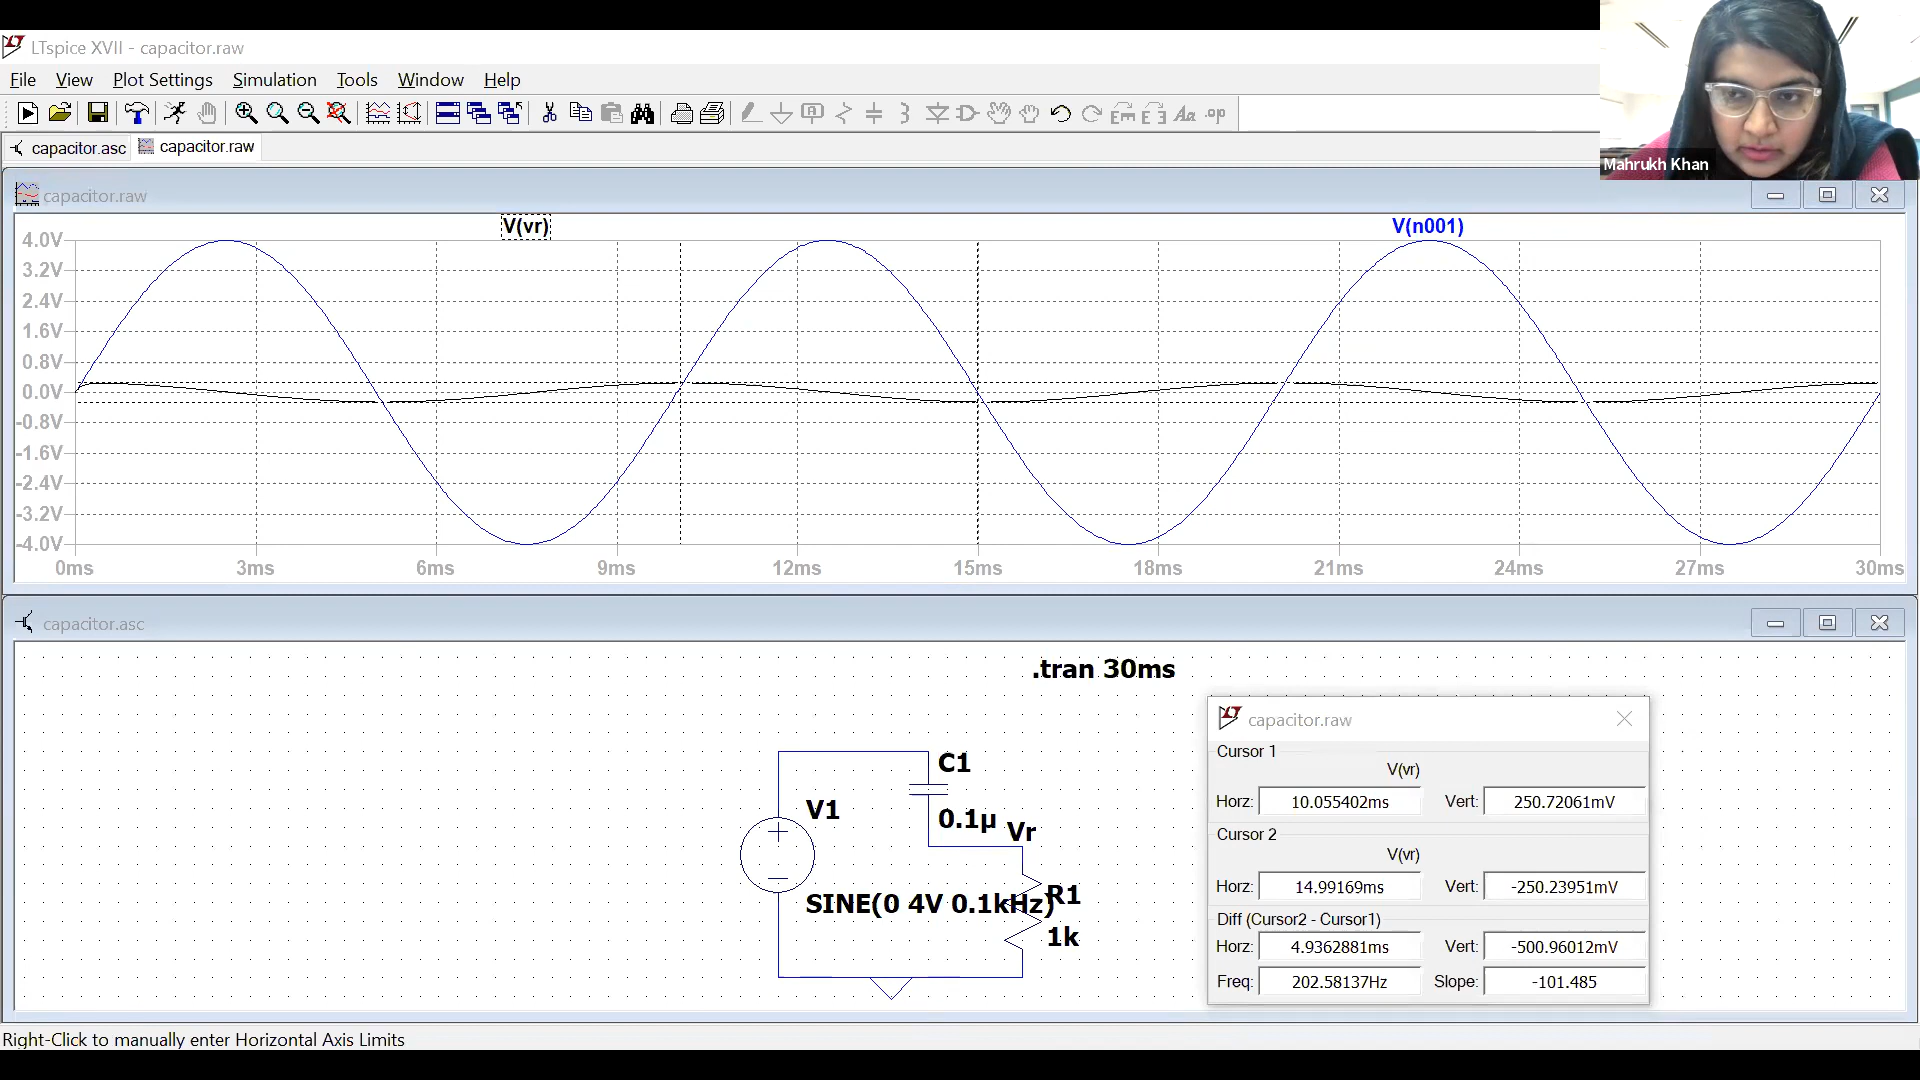 LTspice XVII - capacitor.raw
File View Plot Settings Simulation Tools Window Help
Aa .op
capacitor.asc capacitor.raw
Mahrukh Khan
capacitor.raw
V(vr) V(n001)
4.0V
3.2V
2.4V
1.6V
0.8V
0.0V
-0.8V
-1.6V
-2.4V
-3.2V
-4.0V
0ms 3ms 6ms 9ms 12ms 15ms 18ms 21ms 24ms 27ms 30ms
capacitor.asc
.tran 30ms
C1
V1
0.1µ
Vr
SINE(0 4V 0.1kHz)
R1
1k
capacitor.raw
Cursor 1
V(vr)
Horz: 10.055402ms Vert: 250.72061mV
Cursor 2
V(vr)
Horz: 14.99169ms Vert: -250.23951mV
Diff (Cursor2 - Cursor1)
Horz: 4.9362881ms Vert: -500.96012mV
Freq: 202.58137Hz Slope: -101.485
Right-Click to manually enter Horizontal Axis Limits